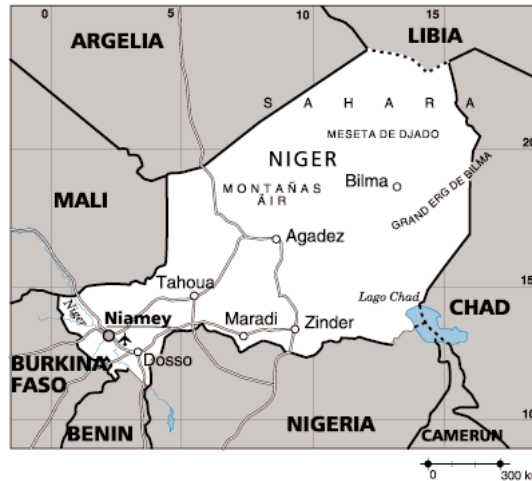 0 5 10 15
ARGELIA
LIBIA
S A H A R A
MESETA DE DJADO
20
NIGER
MONTAÑAS
ÁIR
Bilma
GRAND ERG DE BILMA
MALI
Agadez
Tahoua
15
Lago Chad
CHAD
Niger
Niamey
Maradi
Zinder
Dosso
BURKINA
FASO
BENIN
NIGERIA
CAMERUN
10
0 300 km